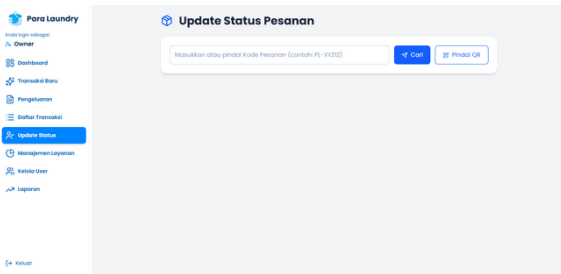 Para Laundry
Anda login sebagai:
Owner
Dashboard
Transaksi Baru
Pengeluaran
Daftar Transaksi
Update Status
Manajemen Layanan
Kelola User
Laporan
Keluar
Update Status Pesanan
Masukkan atau pindai Kode Pesanan (contoh: PL-XYZ12)
Cari
Pindai QR